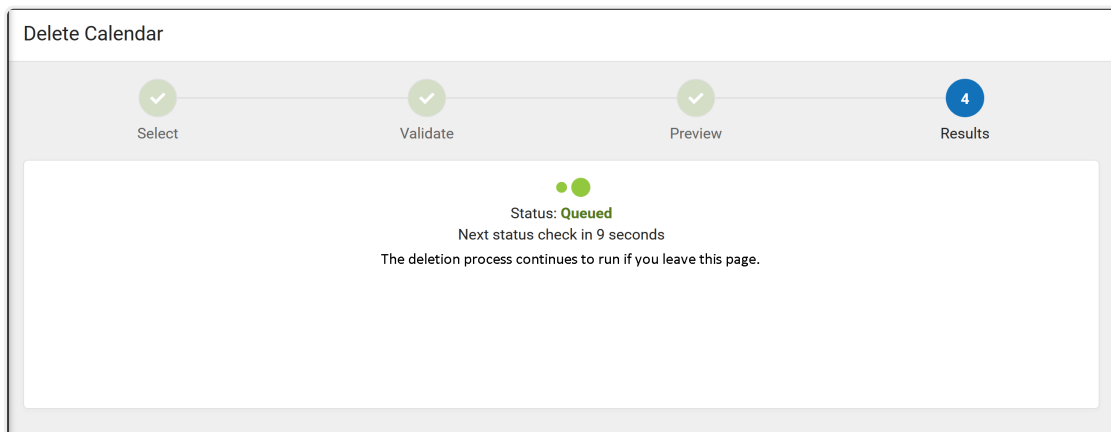 Delete Calendar
4
Select
Validate
Preview
Results
Status: Queued
Next status check in 9 seconds
The deletion process continues to run if you leave this page.